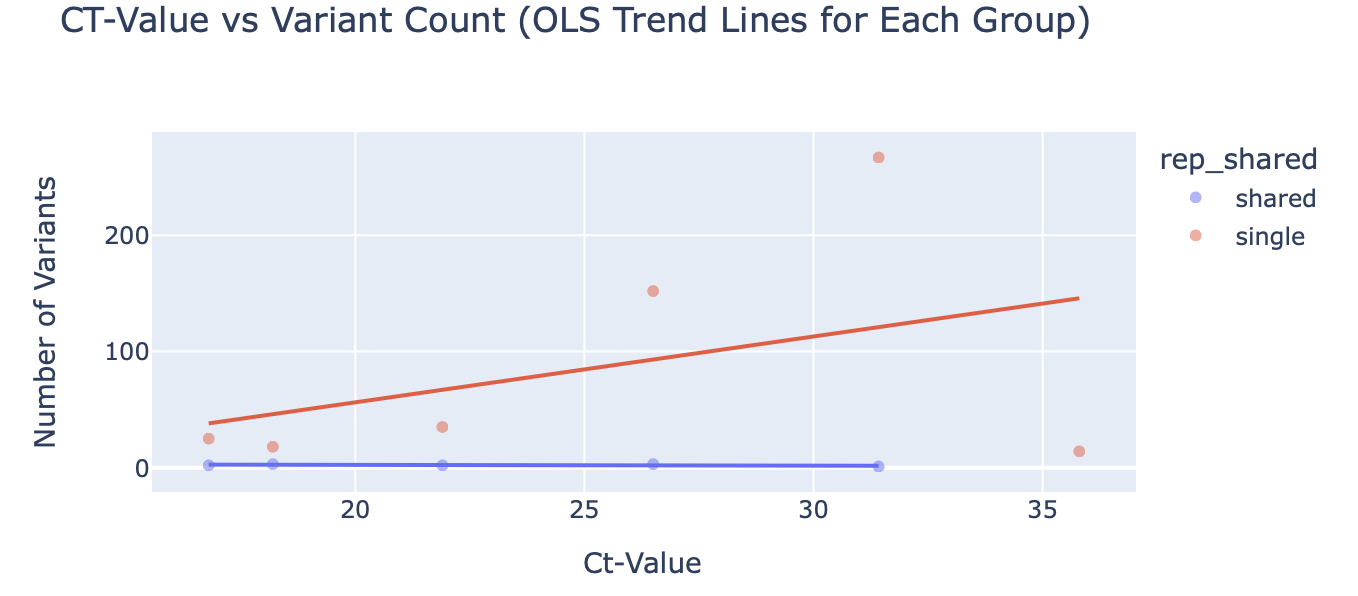 CT-Value vs Variant Count (OLS Trend Lines for Each Group)
rep_shared
shared
single
Number of Variants
200
100
0
20 25 30 35
Ct-Value